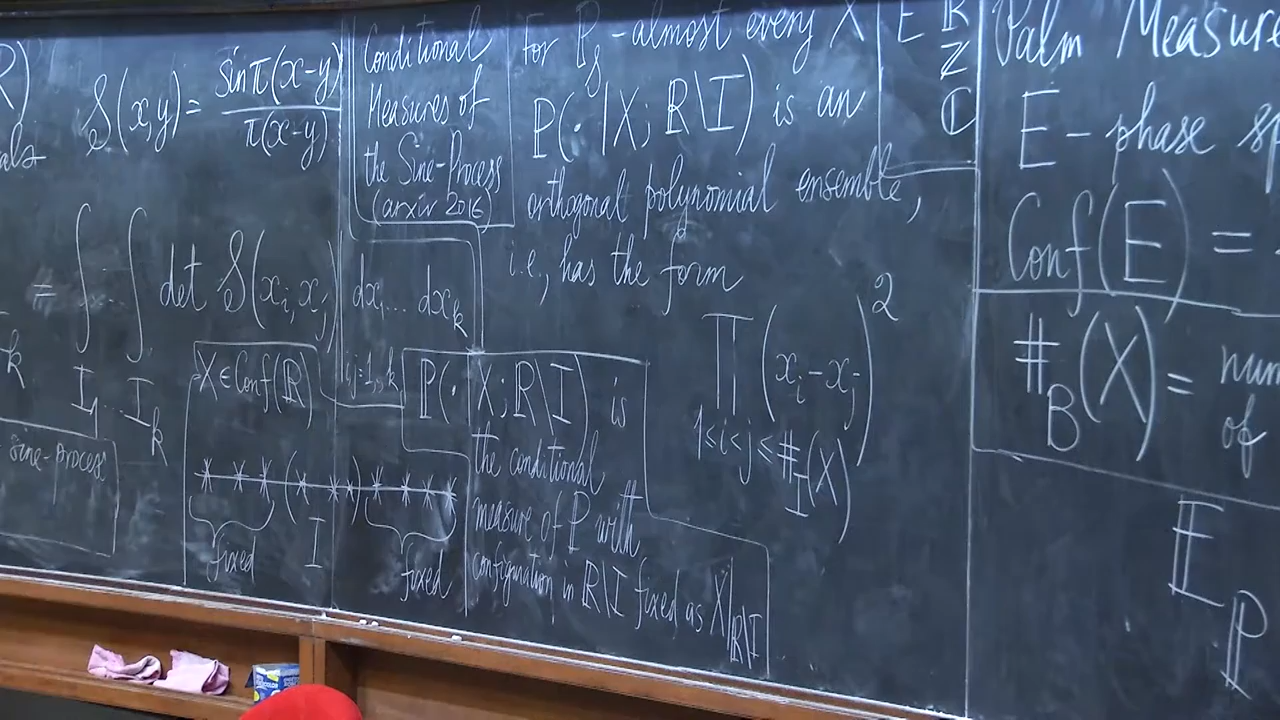 R)
als
S(x,y) = sin π(x-y) / π(x-y)
= ∫ ... ∫ det S(x_i, x_j) dx_1 ... dx_k
I_1 ... I_k
i,j=1,..,k
k
Sine-process
X ∈ Conf(ℝ)
* * * ( * * * ) * * * *
fixed I fixed
Conditional
Measures of
the Sine-Process
(arxiv 2016)
ℙ(· | X; ℝ\I) is
the conditional
measure of ℙ with
configuration in ℝ\I fixed as X|_{ℝ\I}
For ℙ_S - almost every X
ℙ(· | X; ℝ\I) is an
orthogonal polynomial ensemble,
i.e., has the form
∏ (x_i - x_j)^2
1≤i<j≤#_I(X)
E ℝ
ℤ
ℂ
Palm Measure
E - phase sp
Conf(E) =
#_B(X) = num
of
𝔼_ℙ